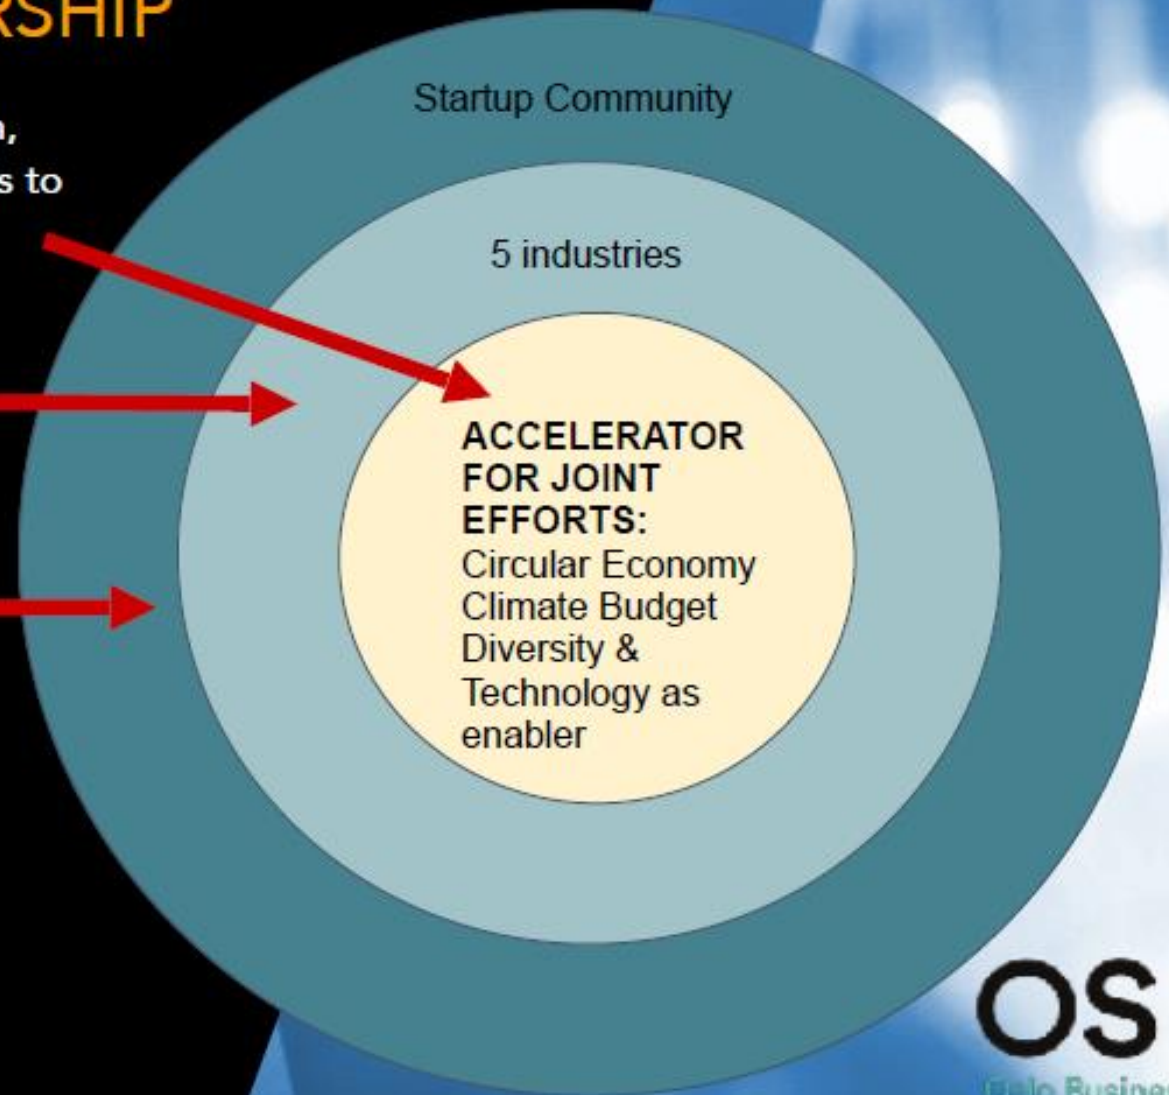 RSHIP
Startup Community
n,
s to
5 industries
ACCELERATOR
FOR JOINT
EFFORTS:
Circular Economy
Climate Budget
Diversity &
Technology as
enabler
OS